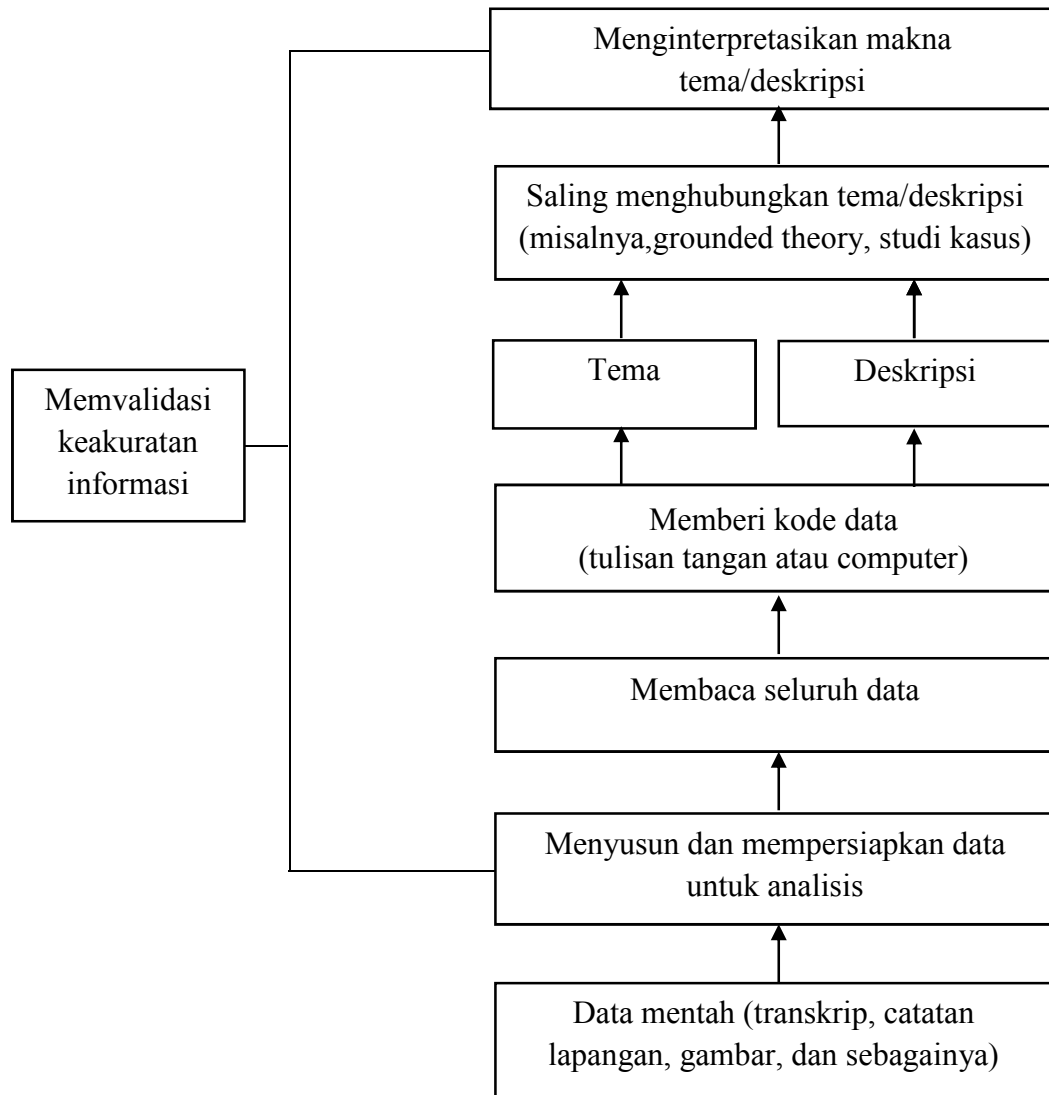 Menginterpretasikan makna
tema/deskripsi
Saling menghubungkan tema/deskripsi
(misalnya,grounded theory, studi kasus)
Tema
Deskripsi
Memvalidasi
keakuratan
informasi
Memberi kode data
(tulisan tangan atau computer)
Membaca seluruh data
Menyusun dan mempersiapkan data
untuk analisis
Data mentah (transkrip, catatan
lapangan, gambar, dan sebagainya)